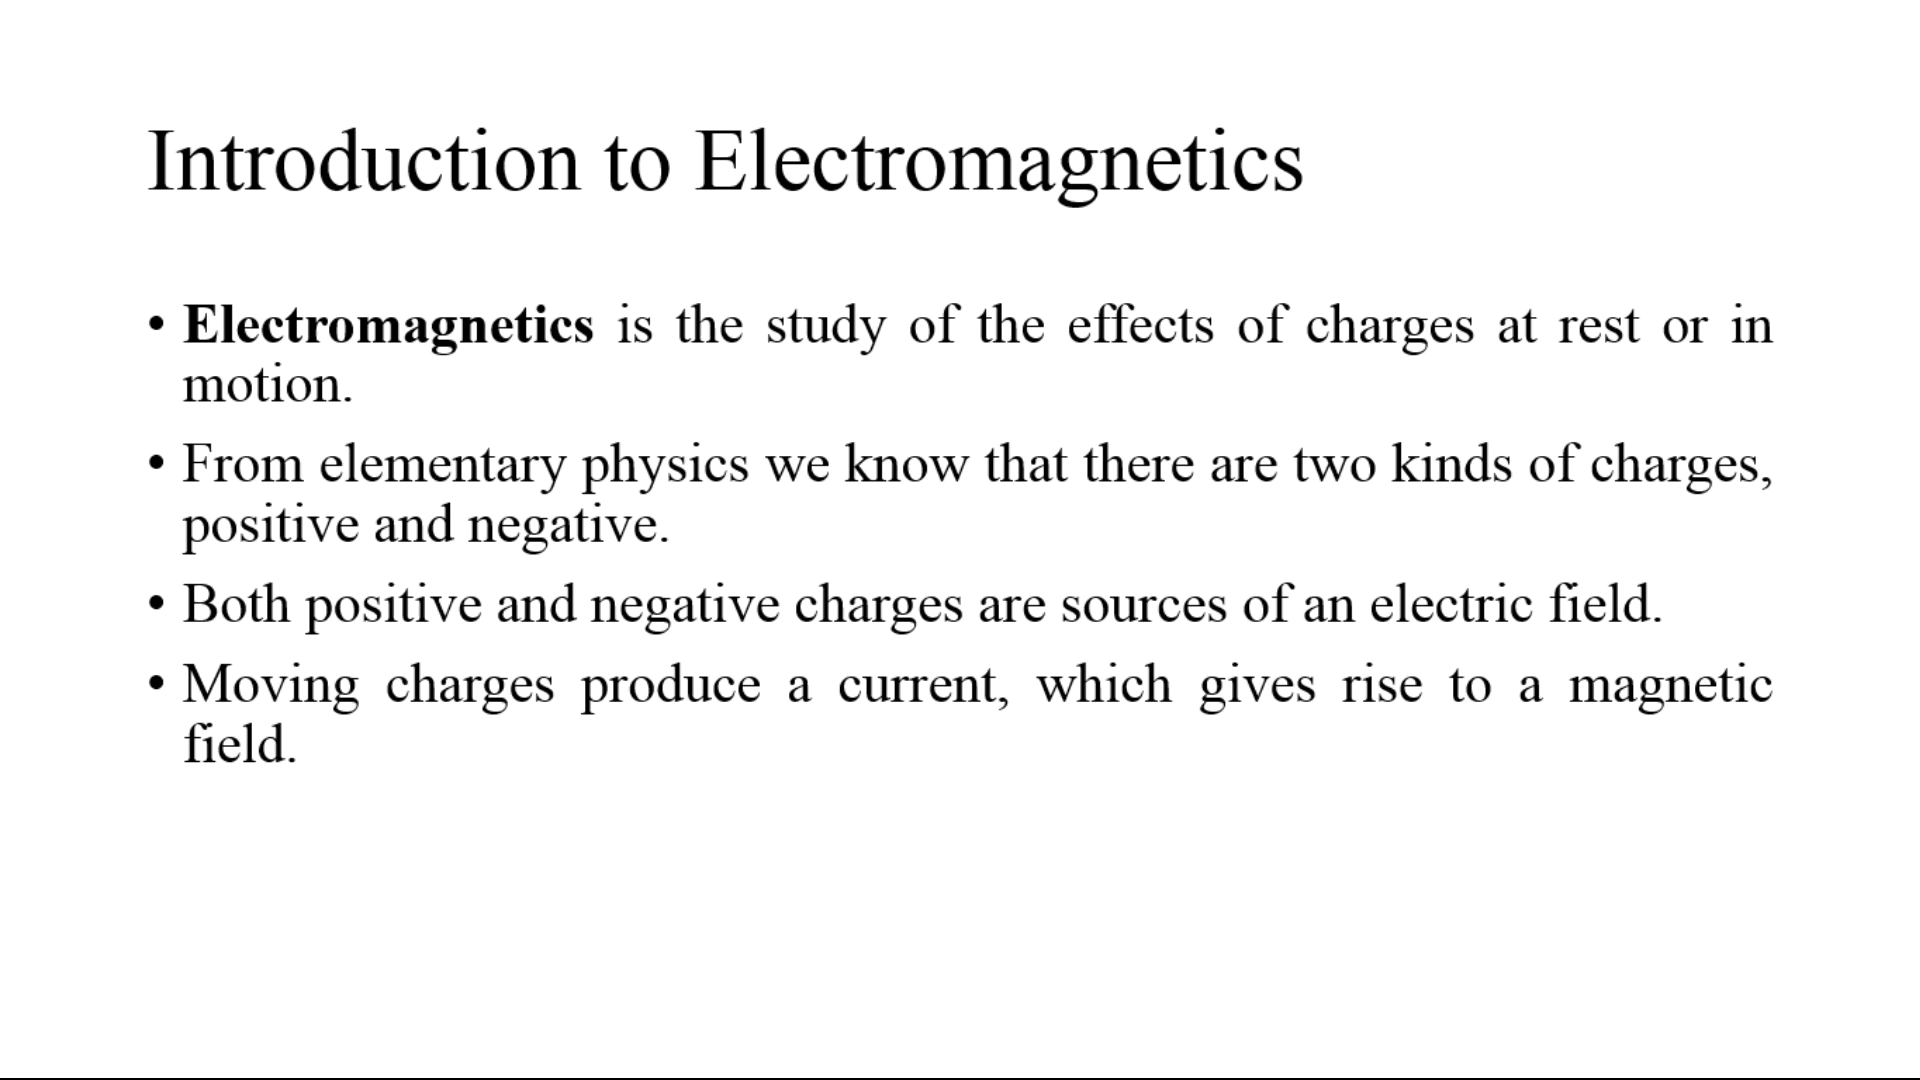 Introduction to Electromagnetics
• Electromagnetics is the study of the effects of charges at rest or in
motion.
• From elementary physics we know that there are two kinds of charges,
positive and negative.
• Both positive and negative charges are sources of an electric field.
• Moving charges produce a current, which gives rise to a magnetic
field.